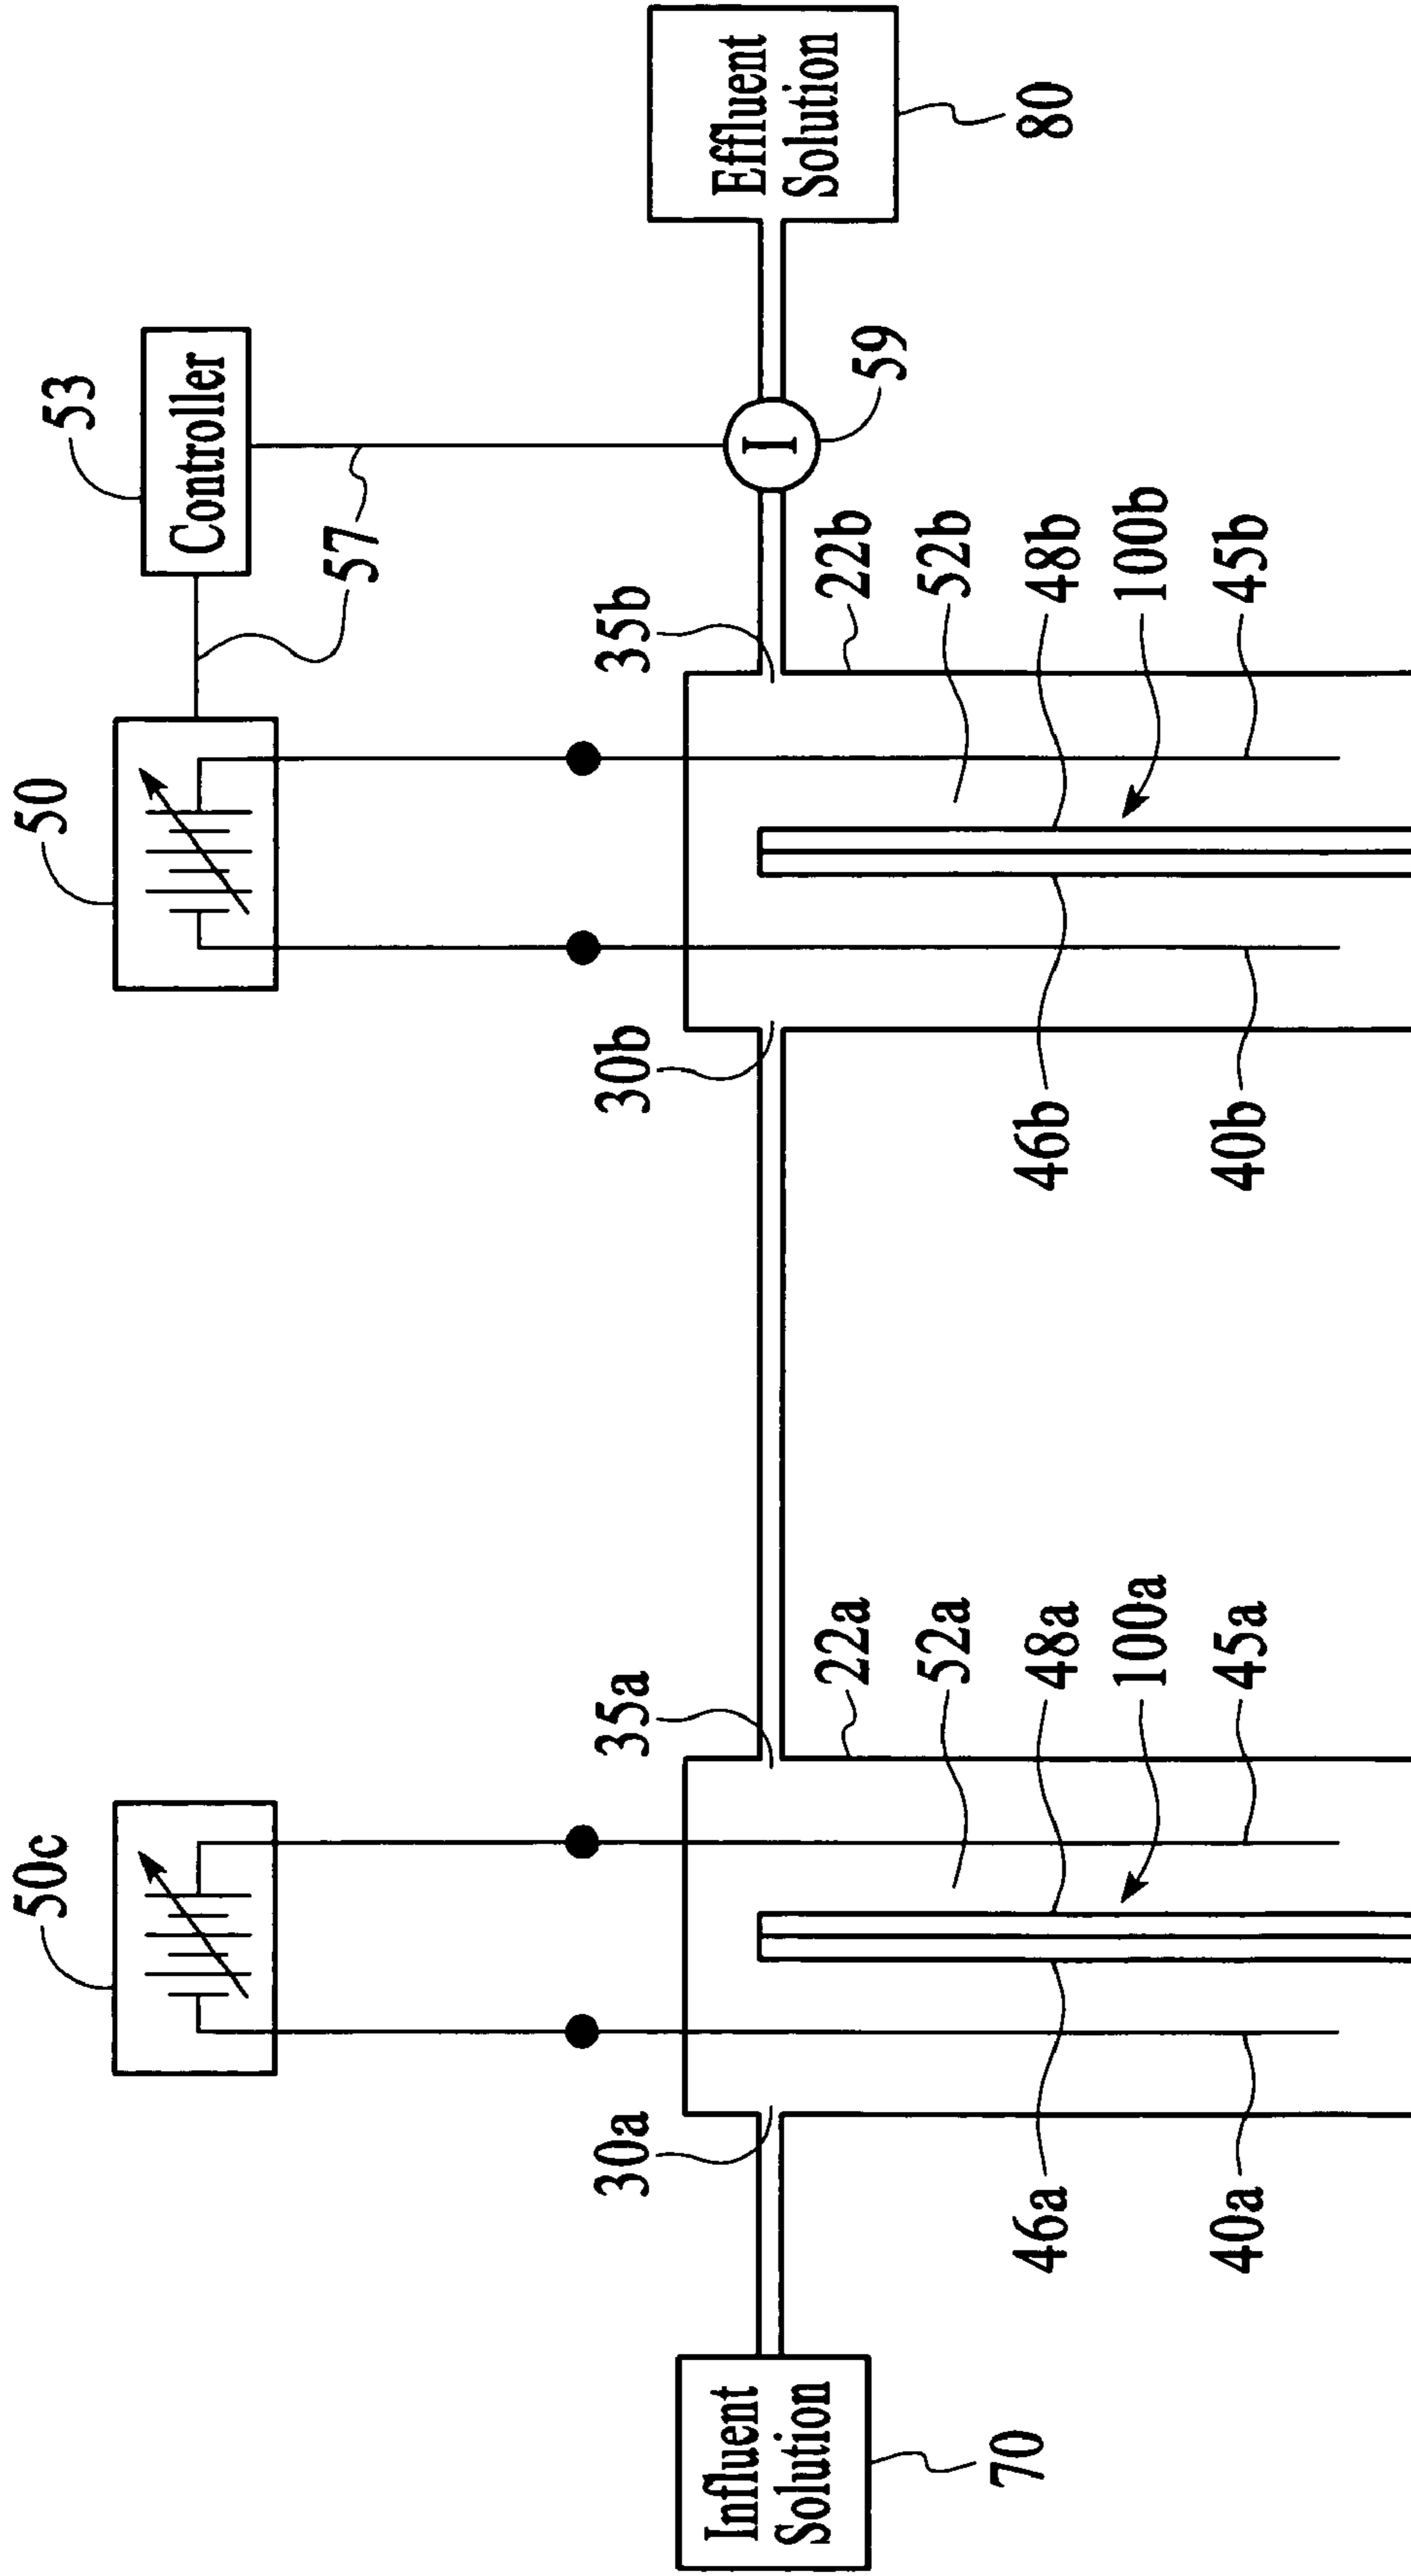 50c
50
53
Controller
57
30a
35a
30b
35b
59
Influent
Solution
70
Effluent
Solution
80
22a
52a
48a
100a
45a
46a
40a
22b
52b
48b
100b
45b
46b
40b
I